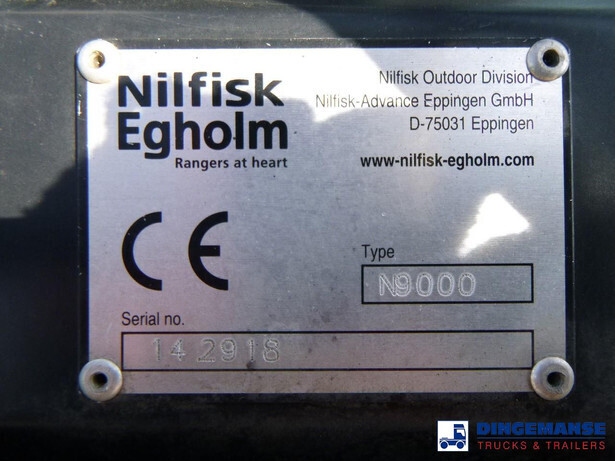 Nilfisk
Egholm
Rangers at heart
Nilfisk Outdoor Division
Nilfisk-Advance Eppingen GmbH
D-75031 Eppingen
www-nilfisk-egholm.com
CE
Type
N9000
Serial no.
142918
DINGEMANSE
TRUCKS & TRAILERS